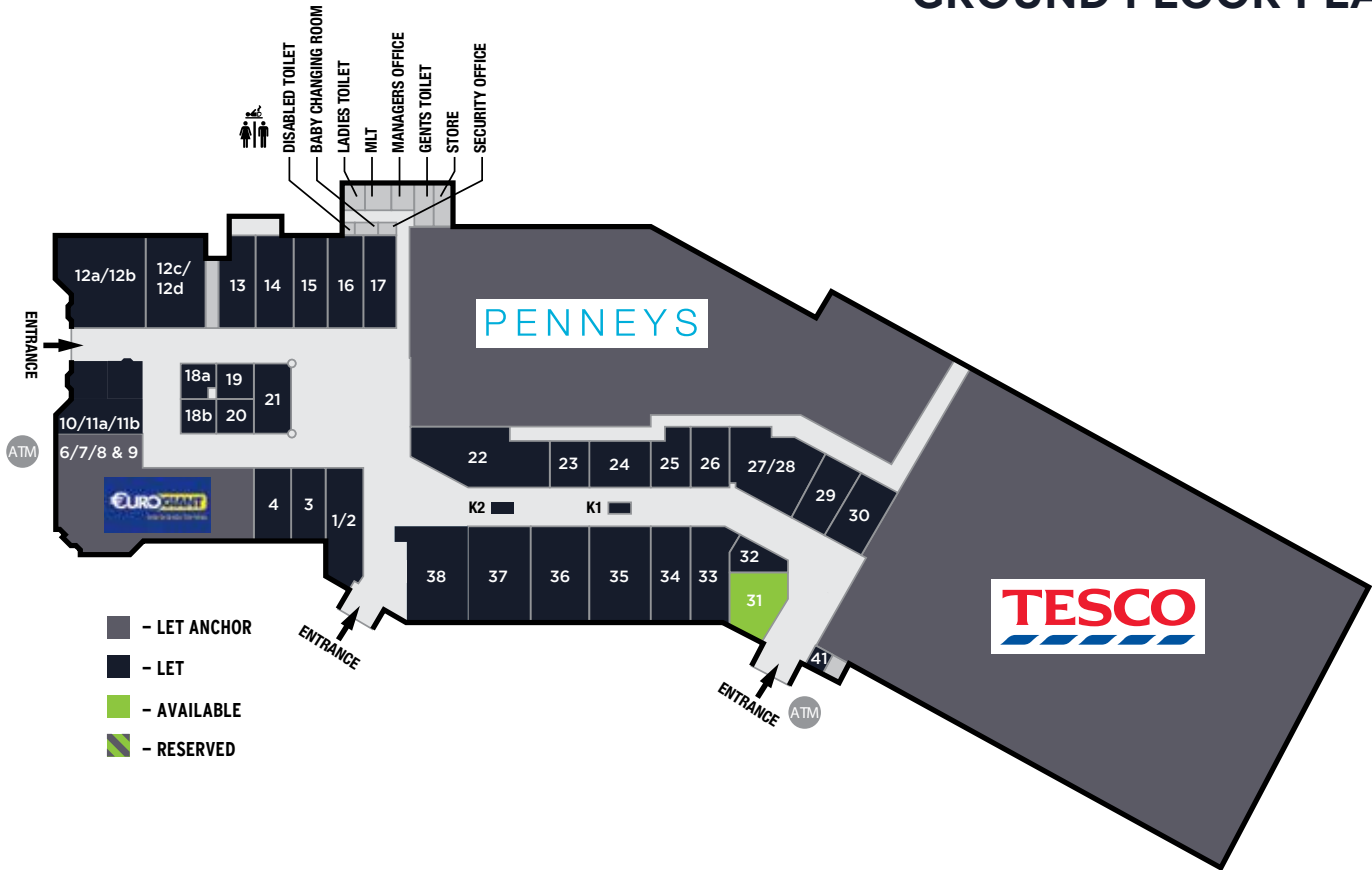 GROUND FLOOR PLA
DISABLED TOILET
BABY CHANGING ROOM
LADIES TOILET
MLT
MANAGERS OFFICE
GENTS TOILET
STORE
SECURITY OFFICE
12a/12b
12c/
12d
13
14
15
16
17
PENNEYS
ENTRANCE
18a
19
21
18b
20
10/11a/11b
ATM
6/7/8 & 9
€UROGIANT
4
3
1/2
22
23
24
25
26
27/28
29
30
K2
K1
38
37
36
35
34
33
32
31
TESCO
41
ENTRANCE
ENTRANCE
ATM
– LET ANCHOR
– LET
– AVAILABLE
– RESERVED